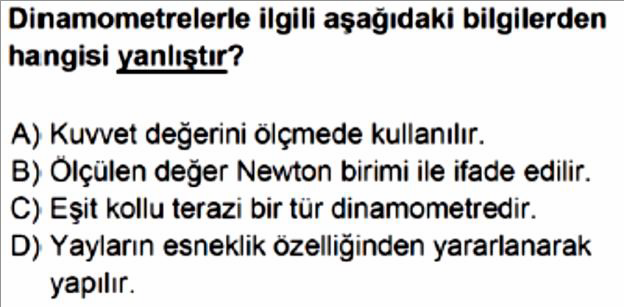 Dinamometrelerle ilgili aşağıdaki bilgilerden
hangisi yanlıştır?
A) Kuvvet değerini ölçmede kullanılır.
B) Ölçülen değer Newton birimi ile ifade edilir.
C) Eşit kollu terazi bir tür dinamometredir.
D) Yayların esneklik özelliğinden yararlanarak
yapılır.